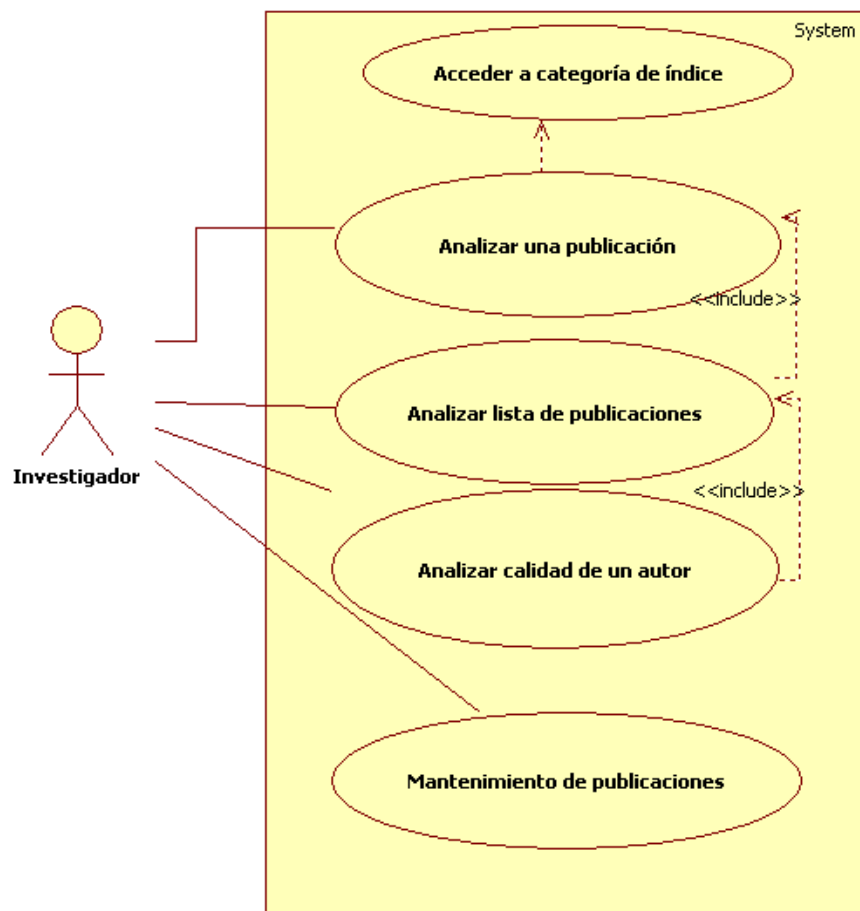 System
Acceder a categoría de índice
Analizar una publicación
<<include>>
Analizar lista de publicaciones
Investigador
<<include>>
Analizar calidad de un autor
Mantenimiento de publicaciones